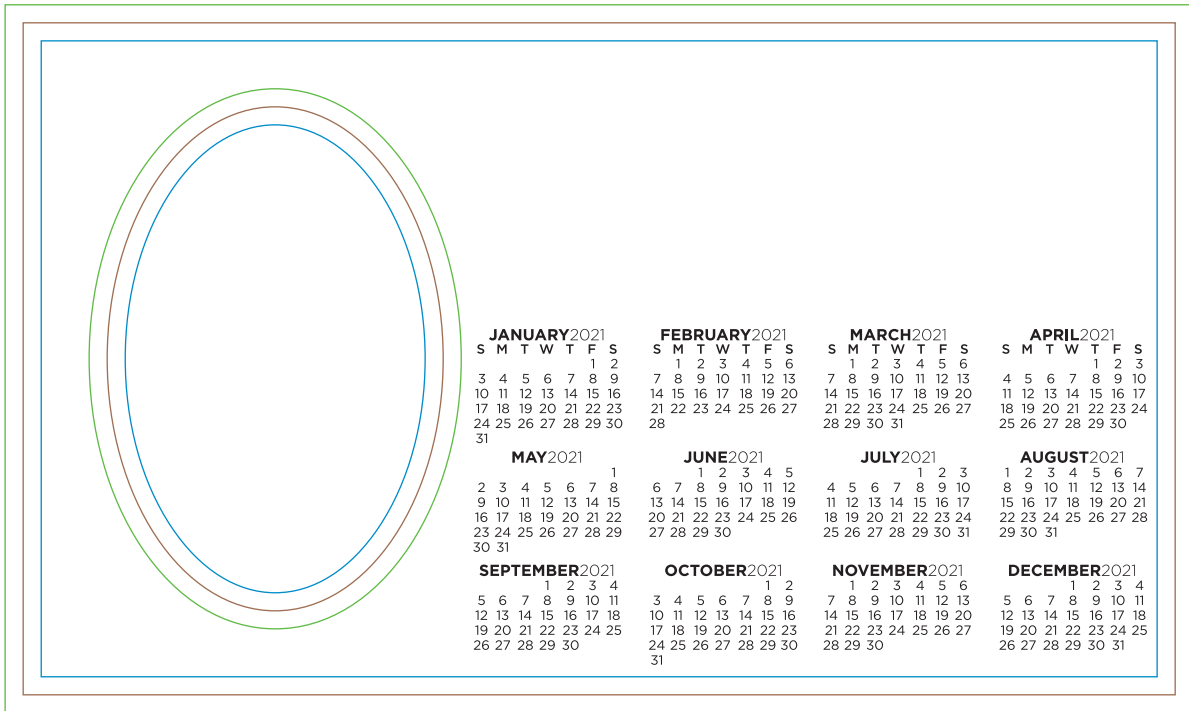 JANUARY2021
S M T W T F S
1 2
3 4 5 6 7 8 9
10 11 12 13 14 15 16
17 18 19 20 21 22 23
24 25 26 27 28 29 30
31
FEBRUARY2021
S M T W T F S
1 2 3 4 5 6
7 8 9 10 11 12 13
14 15 16 17 18 19 20
21 22 23 24 25 26 27
28
MARCH2021
S M T W T F S
1 2 3 4 5 6
7 8 9 10 11 12 13
14 15 16 17 18 19 20
21 22 23 24 25 26 27
28 29 30 31
APRIL2021
S M T W T F S
1 2 3
4 5 6 7 8 9 10
11 12 13 14 15 16 17
18 19 20 21 22 23 24
25 26 27 28 29 30
MAY2021
1
2 3 4 5 6 7 8
9 10 11 12 13 14 15
16 17 18 19 20 21 22
23 24 25 26 27 28 29
30 31
JUNE2021
1 2 3 4 5
6 7 8 9 10 11 12
13 14 15 16 17 18 19
20 21 22 23 24 25 26
27 28 29 30
JULY2021
1 2 3
4 5 6 7 8 9 10
11 12 13 14 15 16 17
18 19 20 21 22 23 24
25 26 27 28 29 30 31
AUGUST2021
1 2 3 4 5 6 7
8 9 10 11 12 13 14
15 16 17 18 19 20 21
22 23 24 25 26 27 28
29 30 31
SEPTEMBER2021
1 2 3 4
5 6 7 8 9 10 11
12 13 14 15 16 17 18
19 20 21 22 23 24 25
26 27 28 29 30
OCTOBER2021
1 2
3 4 5 6 7 8 9
10 11 12 13 14 15 16
17 18 19 20 21 22 23
24 25 26 27 28 29 30
31
NOVEMBER2021
1 2 3 4 5 6
7 8 9 10 11 12 13
14 15 16 17 18 19 20
21 22 23 24 25 26 27
28 29 30
DECEMBER2021
1 2 3 4
5 6 7 8 9 10 11
12 13 14 15 16 17 18
19 20 21 22 23 24 25
26 27 28 29 30 31